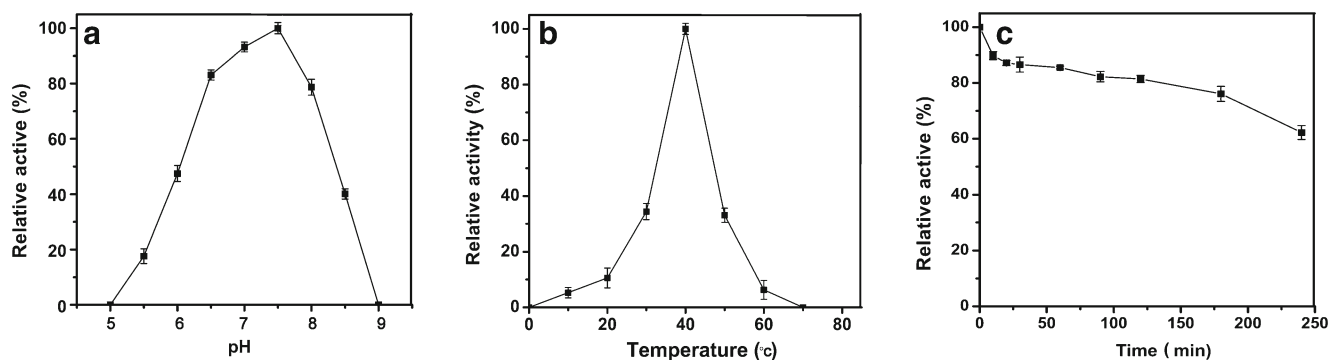 a
Relative active (%)
100
80
60
40
20
0
5 6 7 8 9
pH
b
Relative activity (%)
100
80
60
40
20
0
0 20 40 60 80
Temperature (°C)
c
Relative active (%)
100
80
60
40
20
0
0 50 100 150 200 250
Time ( min)